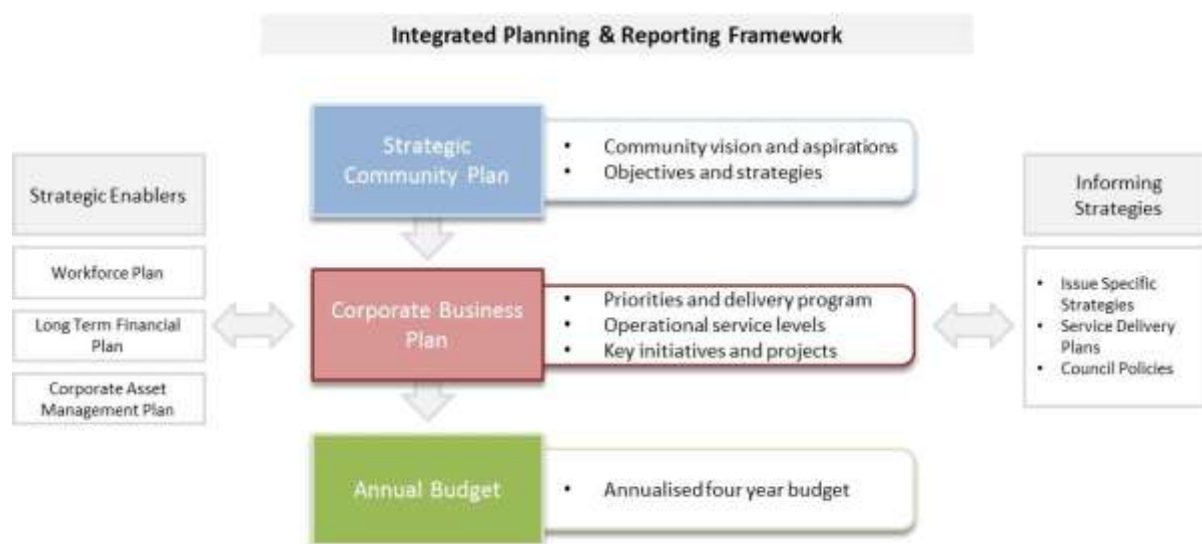 Integrated Planning & Reporting Framework
Strategic
Community Plan
• Community vision and aspirations
• Objectives and strategies
Strategic Enablers
Workforce Plan
Long Term Financial
Plan
Corporate Asset
Management Plan
Corporate Business
Plan
• Priorities and delivery program
• Operational service levels
• Key initiatives and projects
Informing
Strategies
• Issue Specific
Strategies
• Service Delivery
Plans
• Council Policies
Annual Budget
• Annualised four year budget